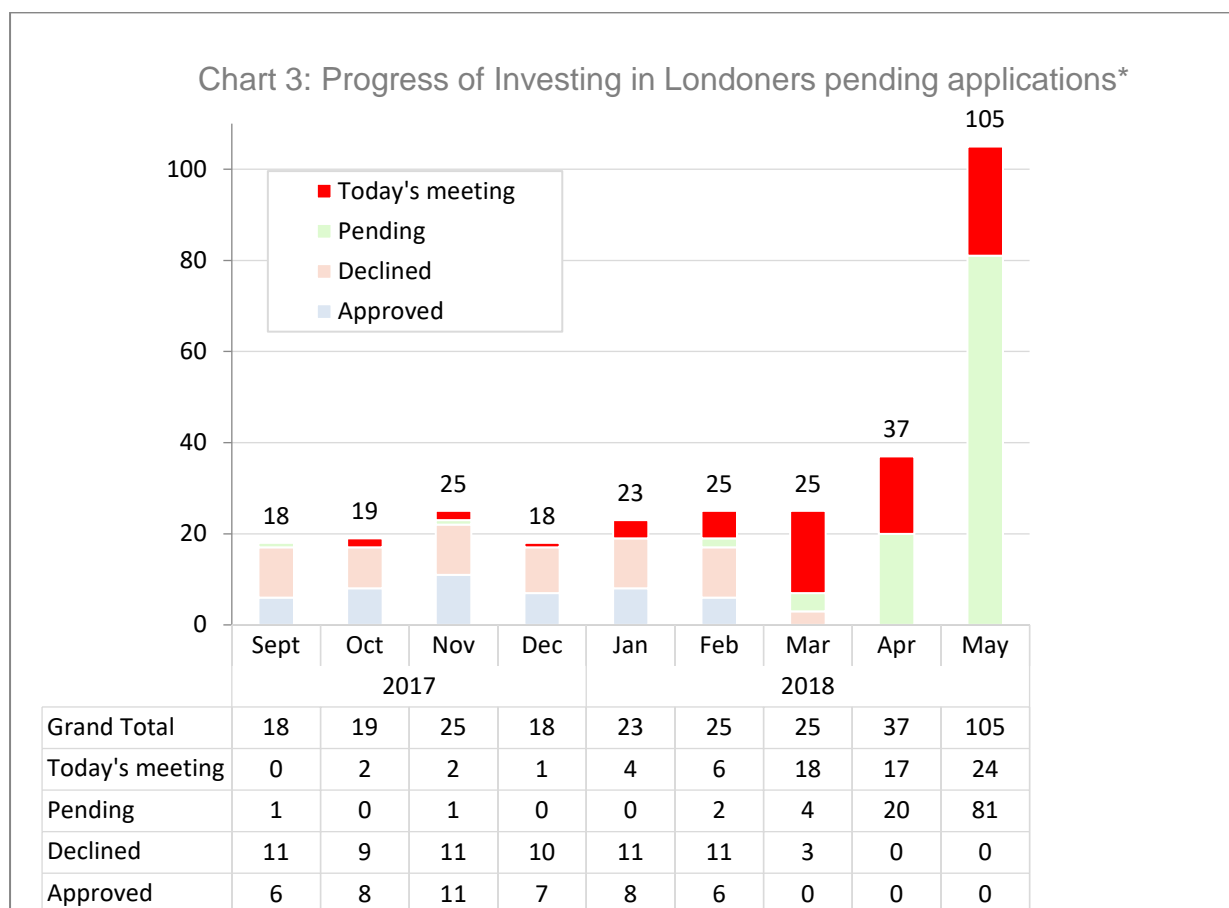 Chart 3: Progress of Investing in Londoners pending applications*
105
100
Today's meeting
Pending
80
Declined
Approved
60
40
37
25
23
25
25
18
19
18
20
0
Sept Oct Nov Dec Jan Feb Mar Apr May
2017 2018
Grand Total 18 19 25 18 23 25 25 37 105
Today's meeting 0 2 2 1 4 6 18 17 24
Pending 1 0 1 0 0 2 4 20 81
Declined 11 9 11 10 11 11 3 0 0
Approved 6 8 11 7 8 6 0 0 0